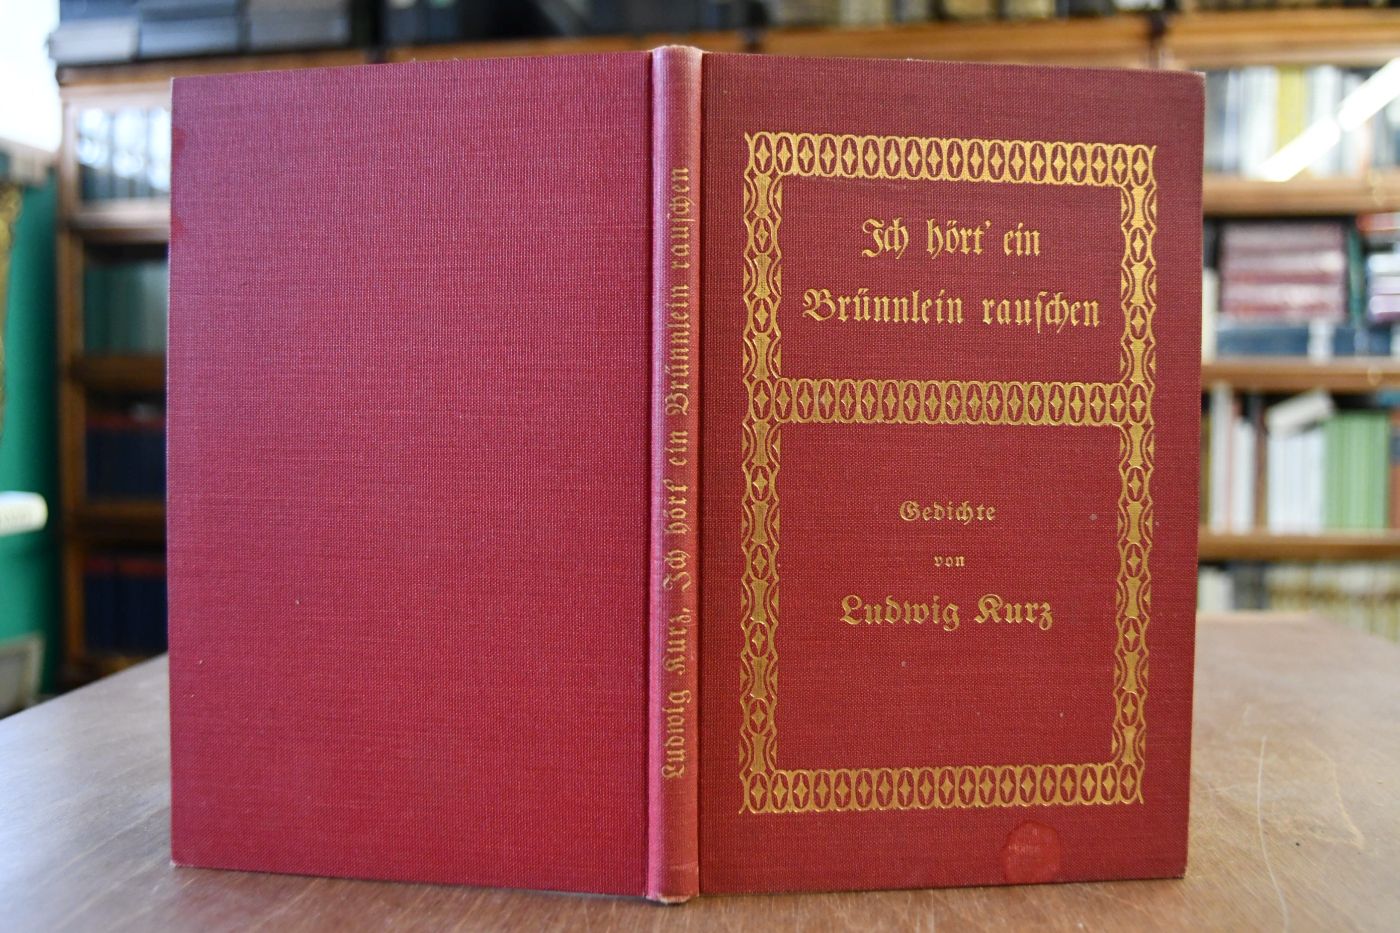 Ludwig Kurz, Ich hört' ein Brünnlein rauschen
Ich hört' ein
Brünnlein rauschen
Gedichte
von
Ludwig Kurz